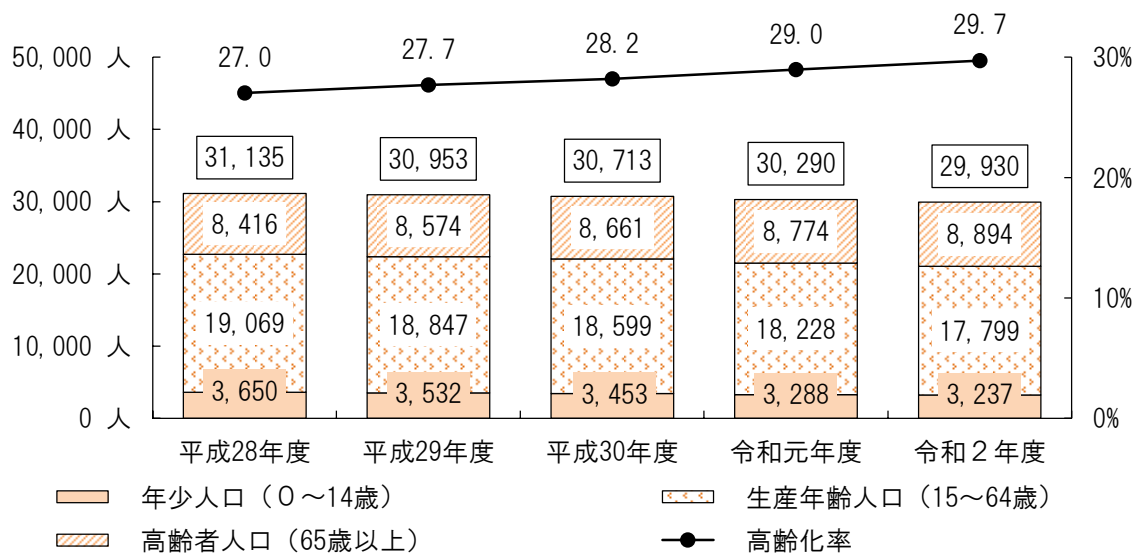 27.0 27.7 28.2 29.0 29.7
50,000 人 30%
40,000 人
31,135 30,953 30,713 30,290 29,930
20%
30,000 人
8,416 8,574 8,661 8,774 8,894
20,000 人
10%
19,069 18,847 18,599 18,228 17,799
10,000 人
3,650 3,532 3,453 3,288 3,237
0 人 0%
平成28年度 平成29年度 平成30年度 令和元年度 令和２年度
年少人口（０～14歳） 生産年齢人口（15～64歳）
高齢者人口（65歳以上） 高齢化率